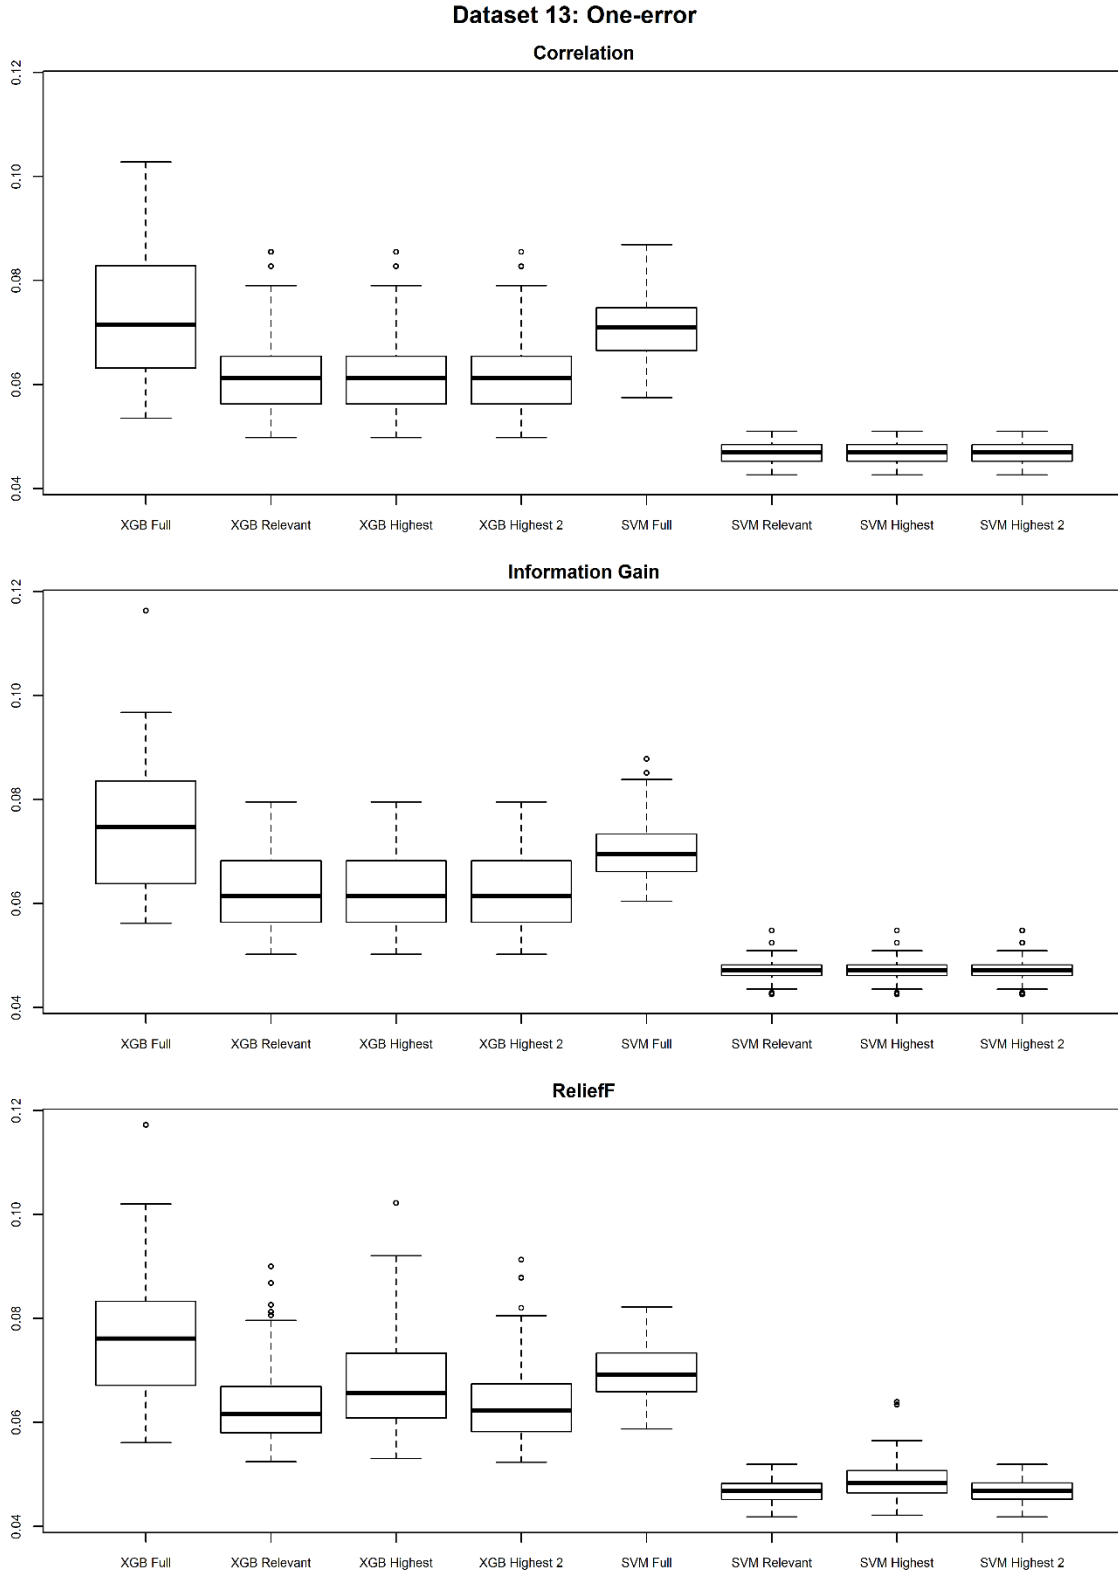 Dataset 13: One-error
Correlation
0.12
0.10
0.08
0.06
0.04
XGB Full XGB Relevant XGB Highest XGB Highest 2 SVM Full SVM Relevant SVM Highest SVM Highest 2
Information Gain
0.12
0.10
0.08
0.06
0.04
XGB Full XGB Relevant XGB Highest XGB Highest 2 SVM Full SVM Relevant SVM Highest SVM Highest 2
ReliefF
0.12
0.10
0.08
0.06
0.04
XGB Full XGB Relevant XGB Highest XGB Highest 2 SVM Full SVM Relevant SVM Highest SVM Highest 2